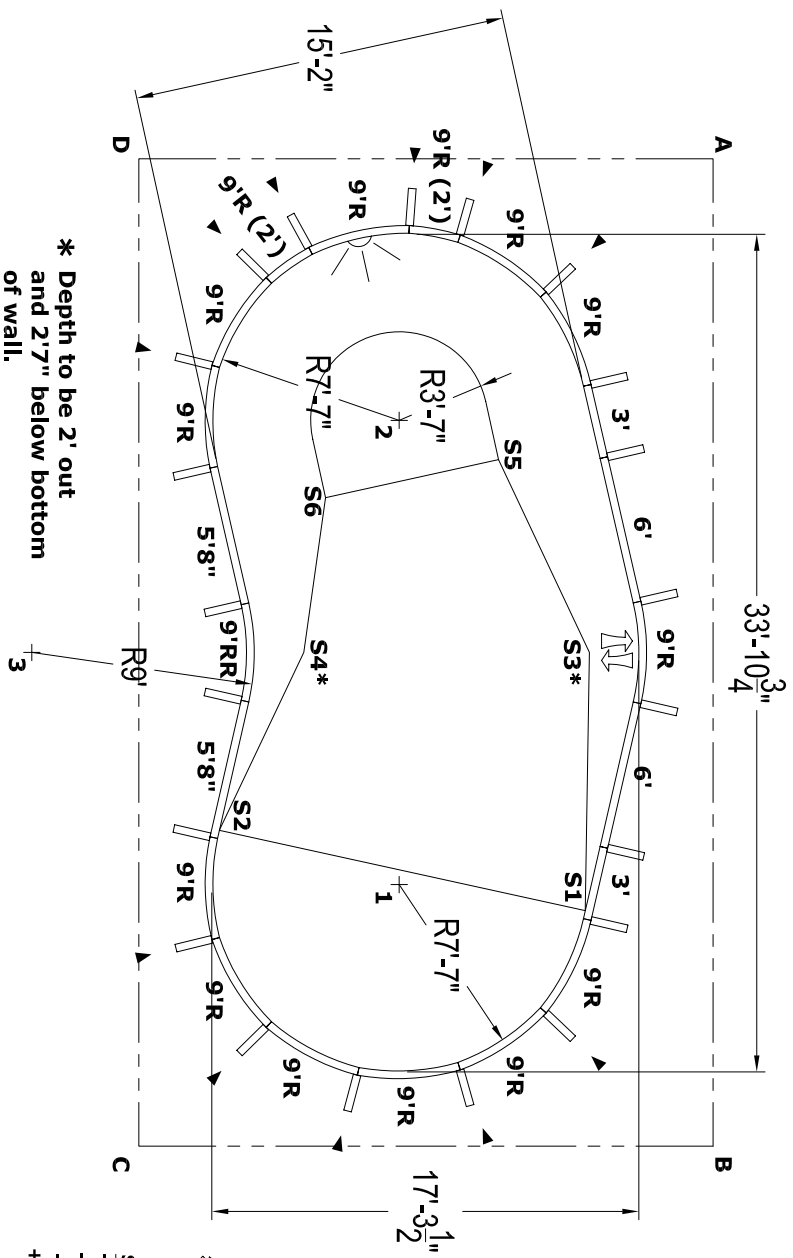 A
B
C
D
33'-10 3/4"
17'-3 1/2"
15'-2"
9'R (2')
9'R
9'R
3'
6'
9'R
6'
3'
9'R
9'R
9'R
9'R
9'R
9'R
5'8"
9'RR
5'8"
9'R
9'R
9'R (2')
9'R
R7'-7"
R3'-7"
2
R7'-7"
1
R9'
3
S1
S2
S3*
S4*
S5
S6
* Depth to be 2' out
and 2'7" below bottom
of wall.